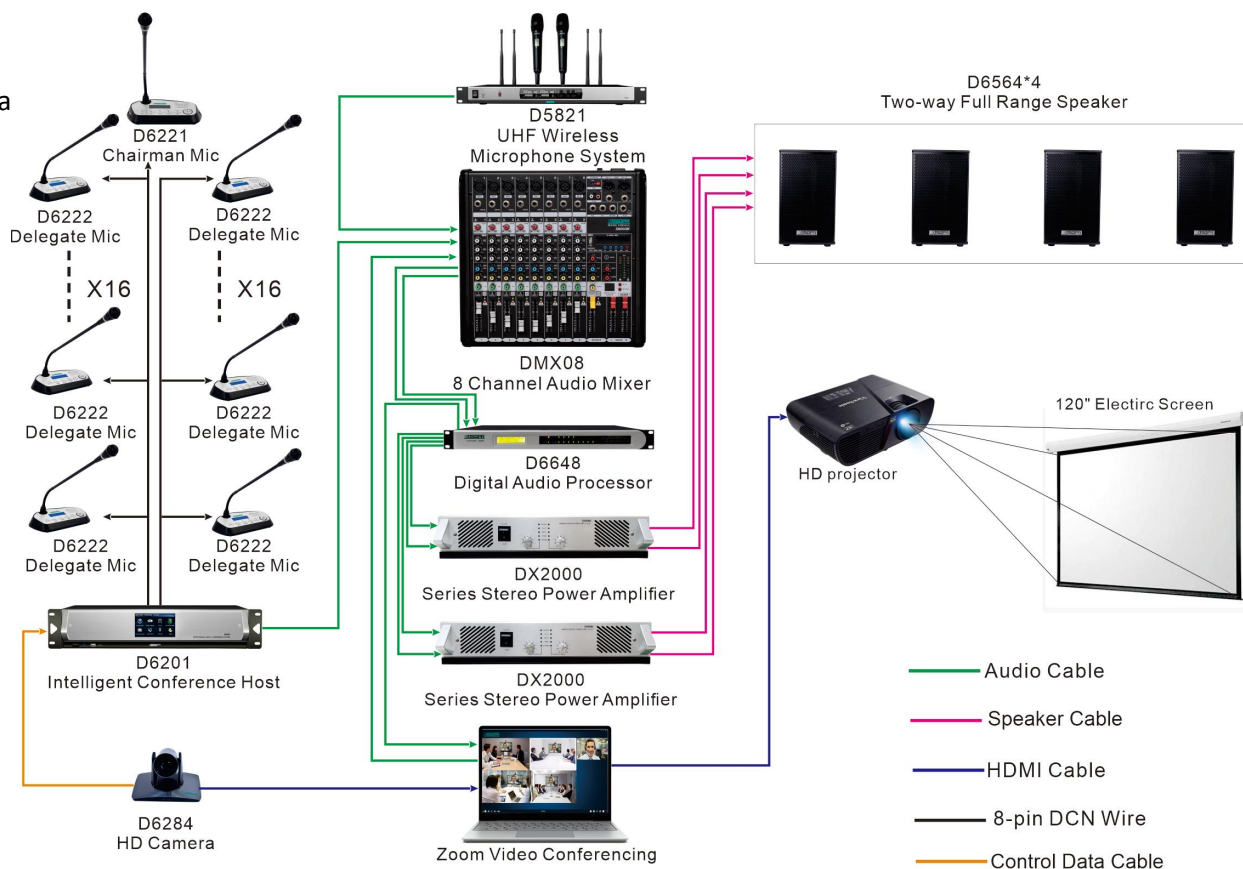 a
D6221
Chairman Mic
D6222
Delegate Mic
D6222
Delegate Mic
X16
X16
D6222
Delegate Mic
D6222
Delegate Mic
D6222
Delegate Mic
D6222
Delegate Mic
D6201
Intelligent Conference Host
D6284
HD Camera
D5821
UHF Wireless
Microphone System
DMX08
8 Channel Audio Mixer
D6648
Digital Audio Processor
DX2000
Series Stereo Power Amplifier
DX2000
Series Stereo Power Amplifier
Zoom Video Conferencing
D6564*4
Two-way Full Range Speaker
ViewSonic
HD projector
120" Electirc Screen
Audio Cable
Speaker Cable
HDMI Cable
8-pin DCN Wire
Control Data Cable